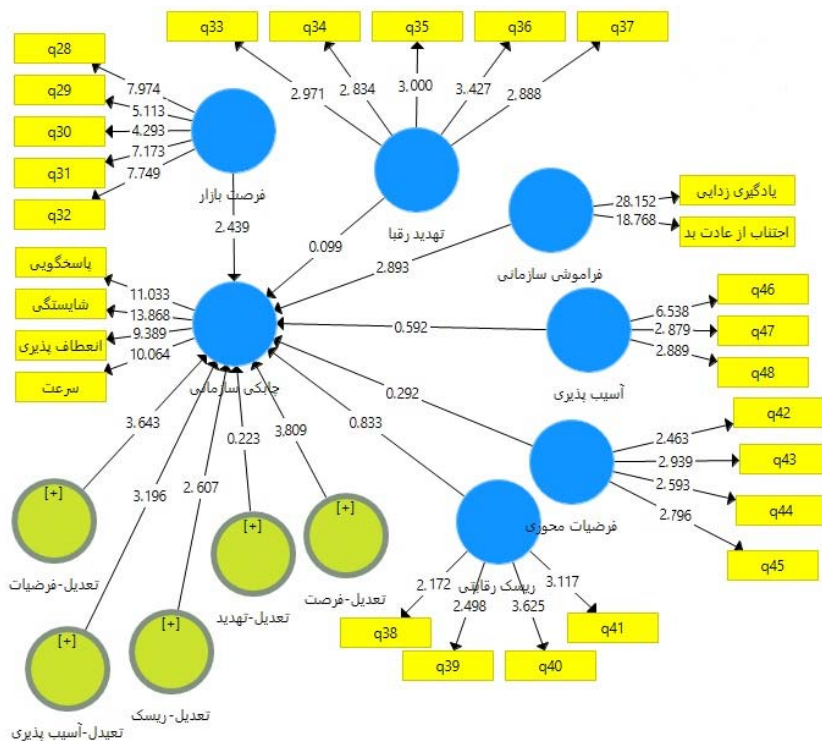 q33
q34
q35
q36
q37
q28
q29
q30
q31
q32
7.974
5.113
4.293
7.173
7.749
2.971
2.834
3.000
3.427
2.888
فرصت بازار
تهدید رقبا
2.439
0.099
2.893
28.152
18.768
یادگیری زدایی
اجتناب از عادت بد
فراموشی سازمانی
پاسخگویی
شایستگی
انعطاف پذیری
سرعت
11.033
13.868
9.389
10.064
چابکی سازمانی
0.592
6.538
2.879
2.889
q46
q47
q48
آسیب پذیری
0.292
0.833
2.463
2.939
2.593
2.796
q42
q43
q44
q45
فرضیات محوری
3.643
3.196
2.607
0.223
3.809
[+]
تعدیل-فرضیات
[+]
تعدیل-تهدید
[+]
تعدیل-فرصت
ریسک رقابتی
2.172
2.498
3.625
3.117
q38
q39
q40
q41
[+]
تعیدل-آسیب پذیری
[+]
تعدیل-ریسک